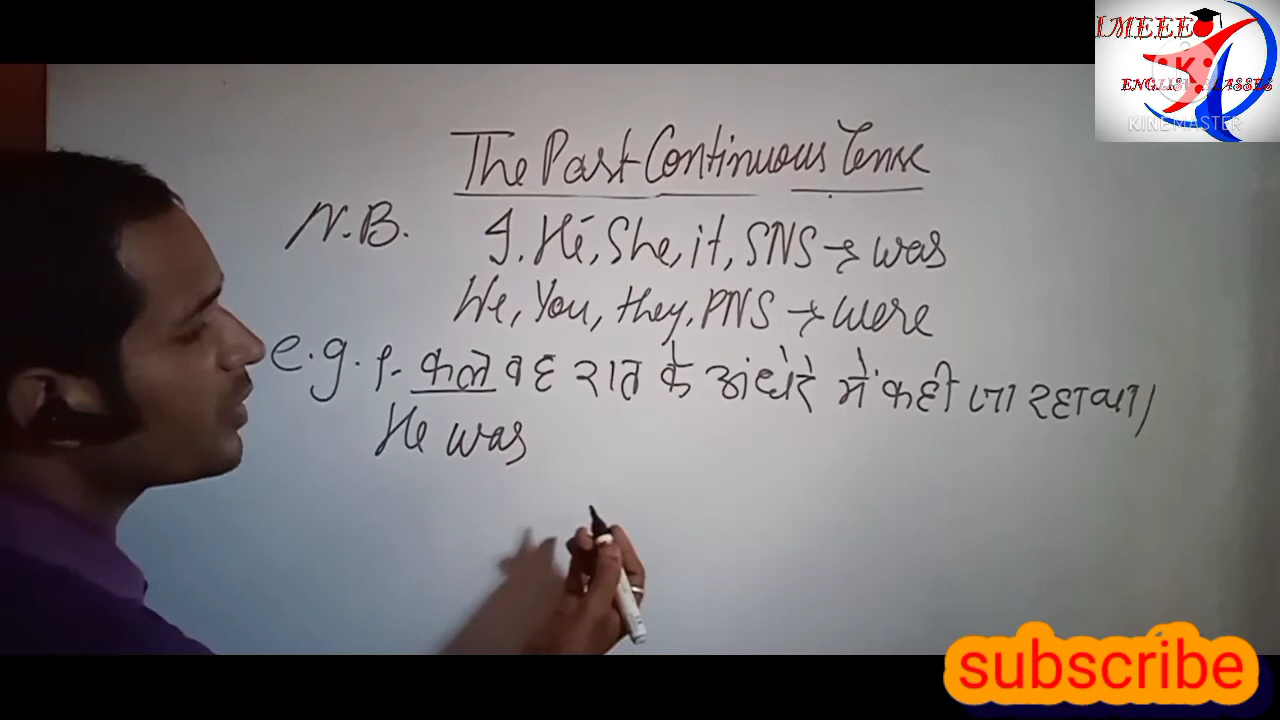 IMEEE
K
ENGLISH CLASSES
KINEMASTER
The Past Continuous Tense
N.B. I. He, She, it, SNS → was
We, You, they, PNS → were
e.g. 1. कल वह रात के अंधेरे में कहीं जा रहा था।
He was
subscribe